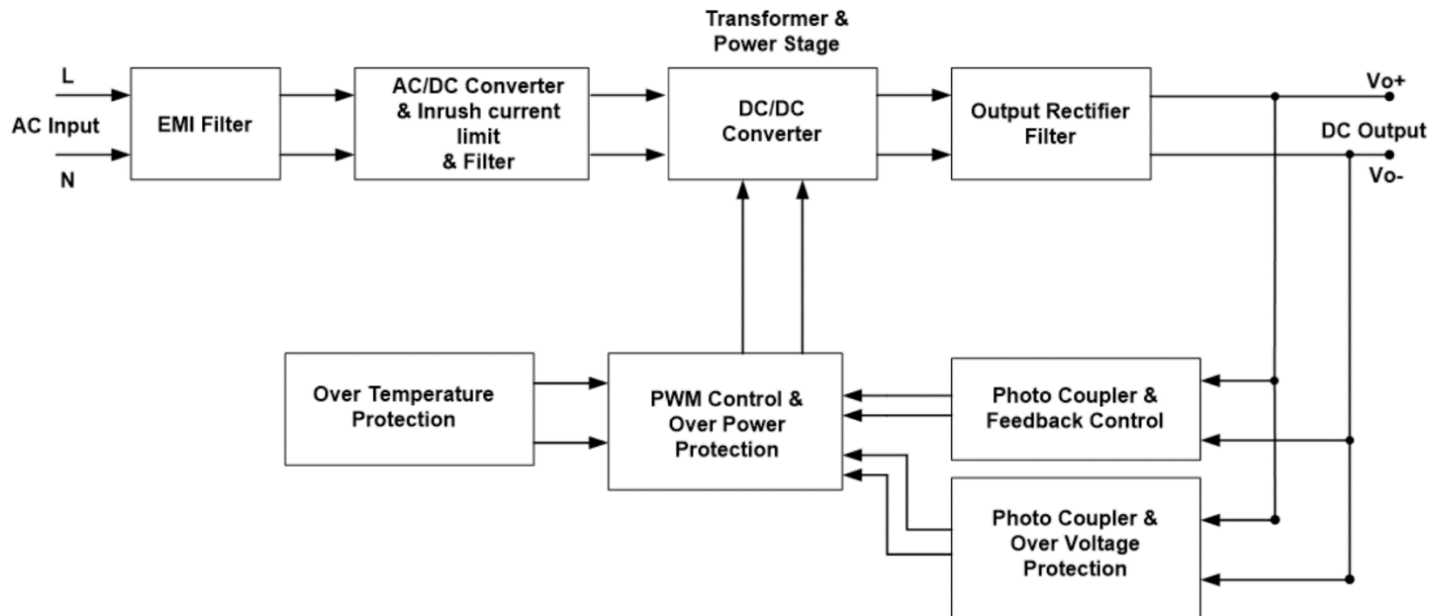 Transformer &
Power Stage
L
AC Input
N
EMI Filter
AC/DC Converter
& Inrush current
limit
& Filter
DC/DC
Converter
Output Rectifier
Filter
Vo+
DC Output
Vo-
Over Temperature
Protection
PWM Control &
Over Power
Protection
Photo Coupler &
Feedback Control
Photo Coupler &
Over Voltage
Protection